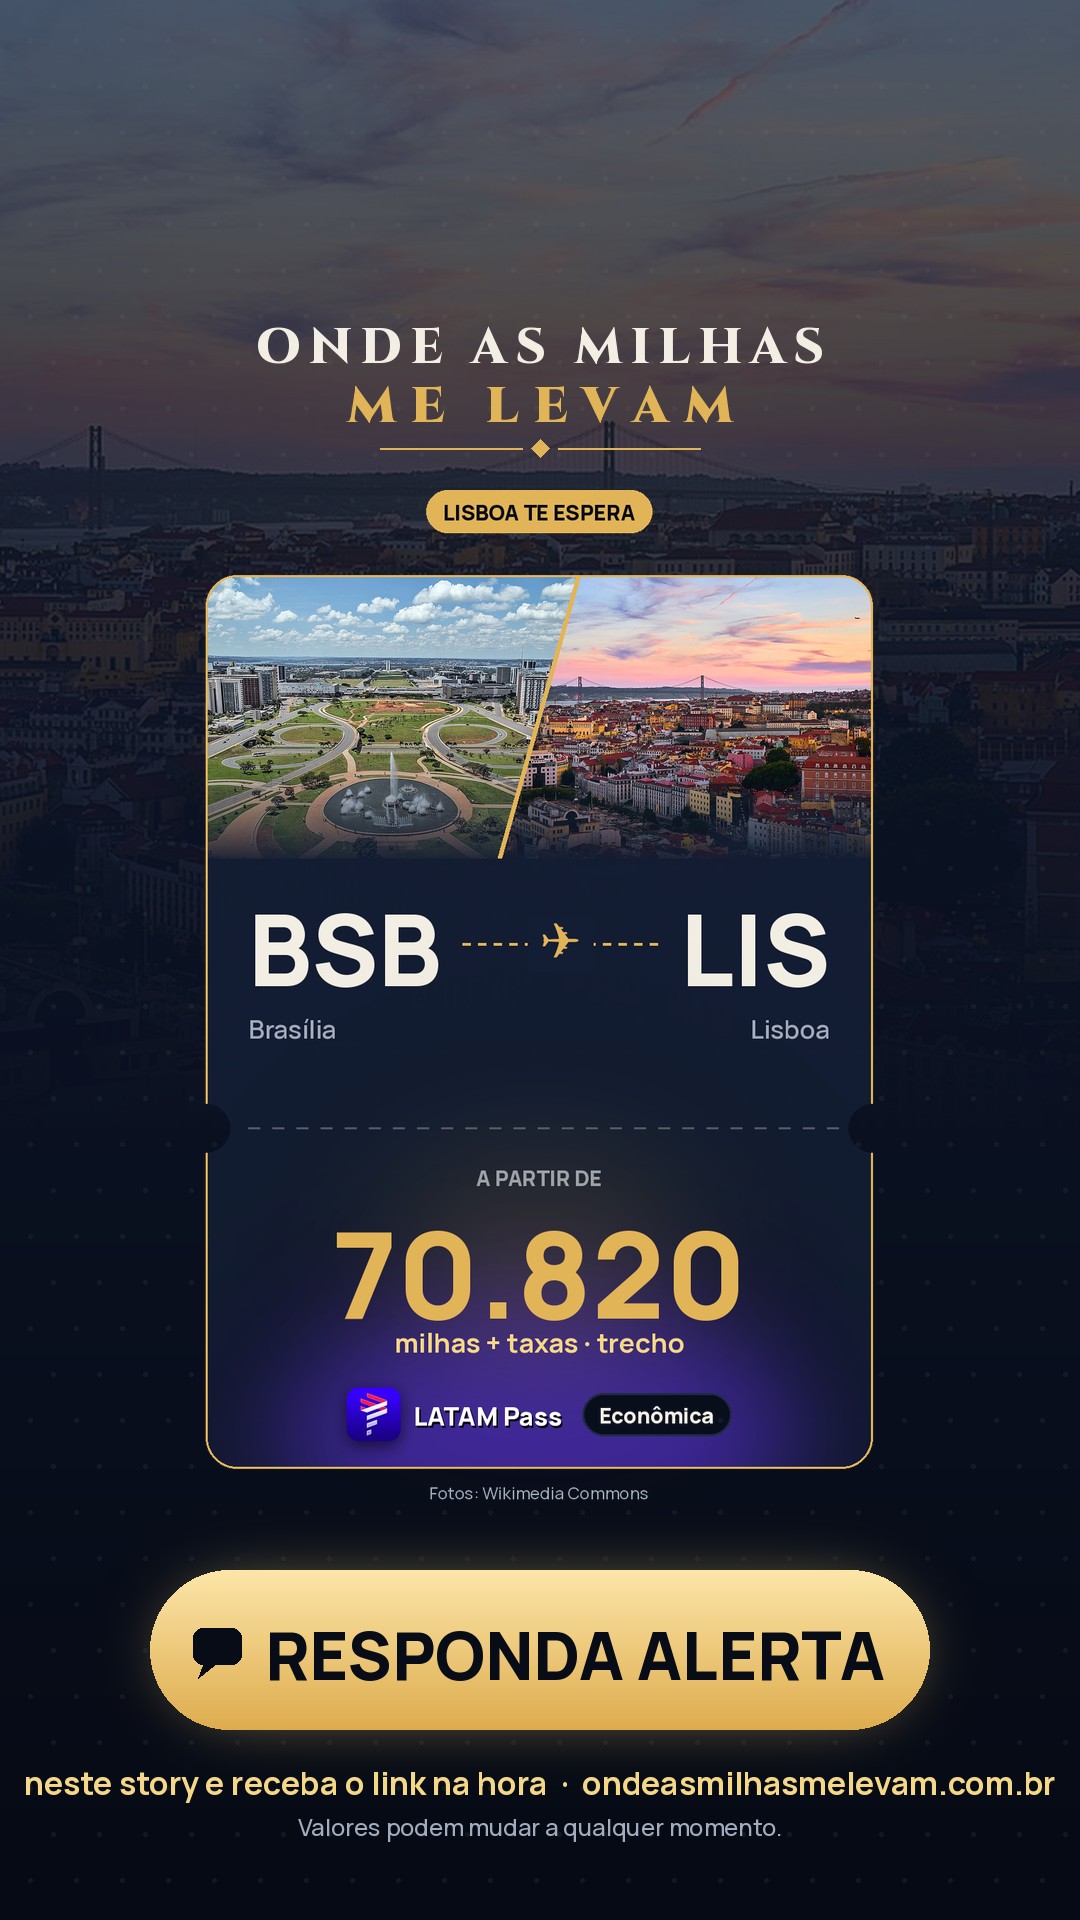 ONDE AS MILHAS
ME LEVAM
LISBOA TE ESPERA
BSB LIS
Brasília Lisboa
A PARTIR DE
70.820
milhas + taxas · trecho
LATAM Pass Econômica
Fotos: Wikimedia Commons
RESPONDA ALERTA
neste story e receba o link na hora · ondeasmilhasmelevam.com.br
Valores podem mudar a qualquer momento.